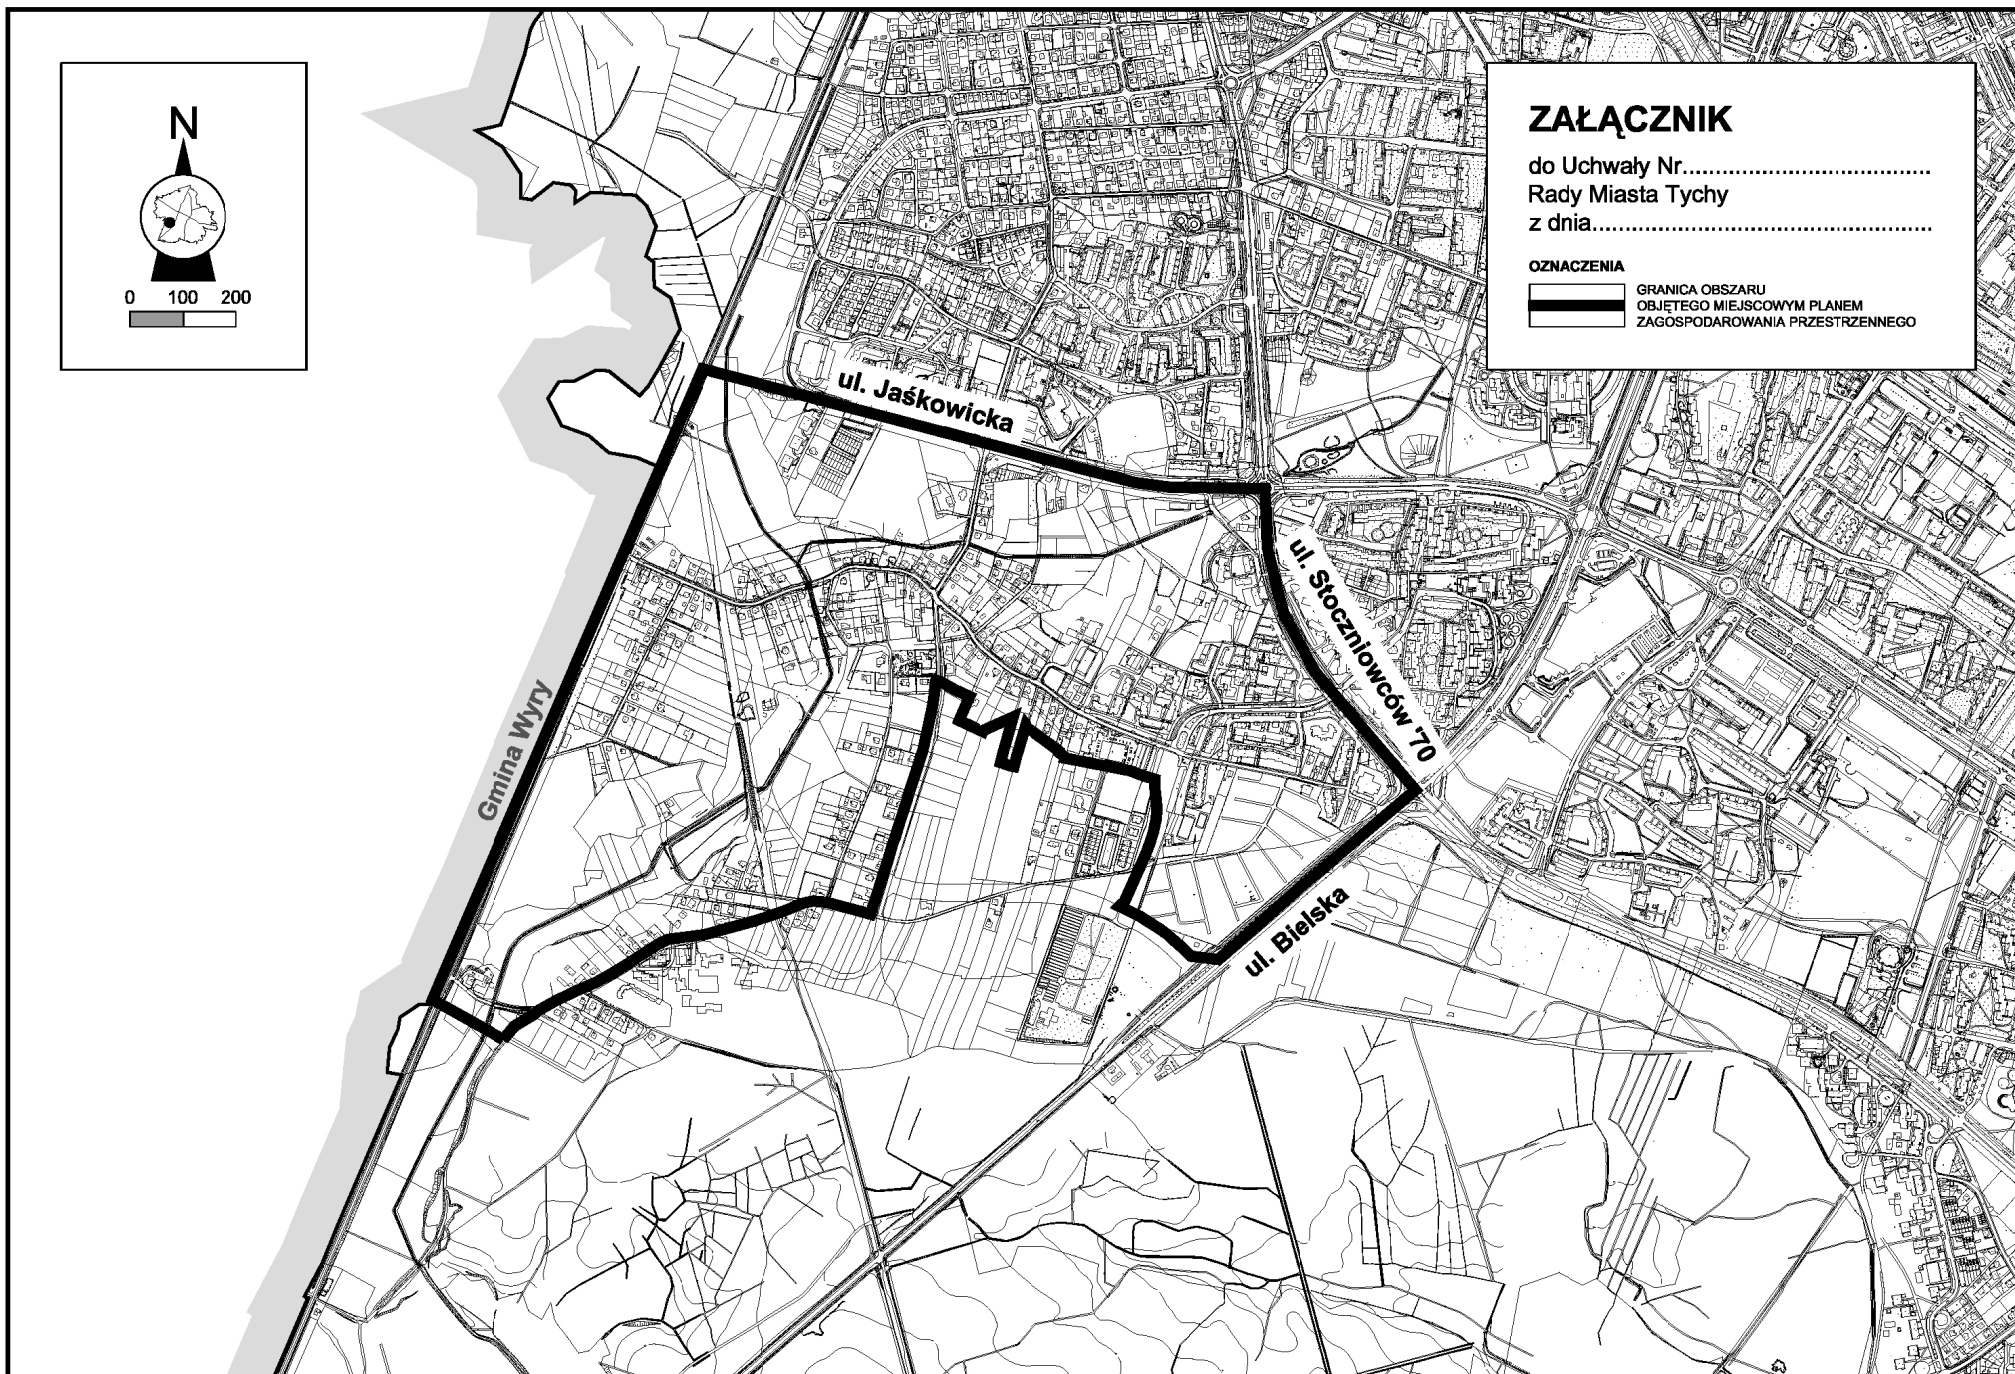 N
0 100 200
ZAŁĄCZNIK
do Uchwały Nr.....................................
Rady Miasta Tychy
z dnia...................................................
OZNACZENIA
GRANICA OBSZARU
OBJĘTEGO MIEJSCOWYM PLANEM
ZAGOSPODAROWANIA PRZESTRZENNEGO
ul. Jaśkowicka
ul. Stoczniowców '70
Gmina Wyry
ul. Bielska